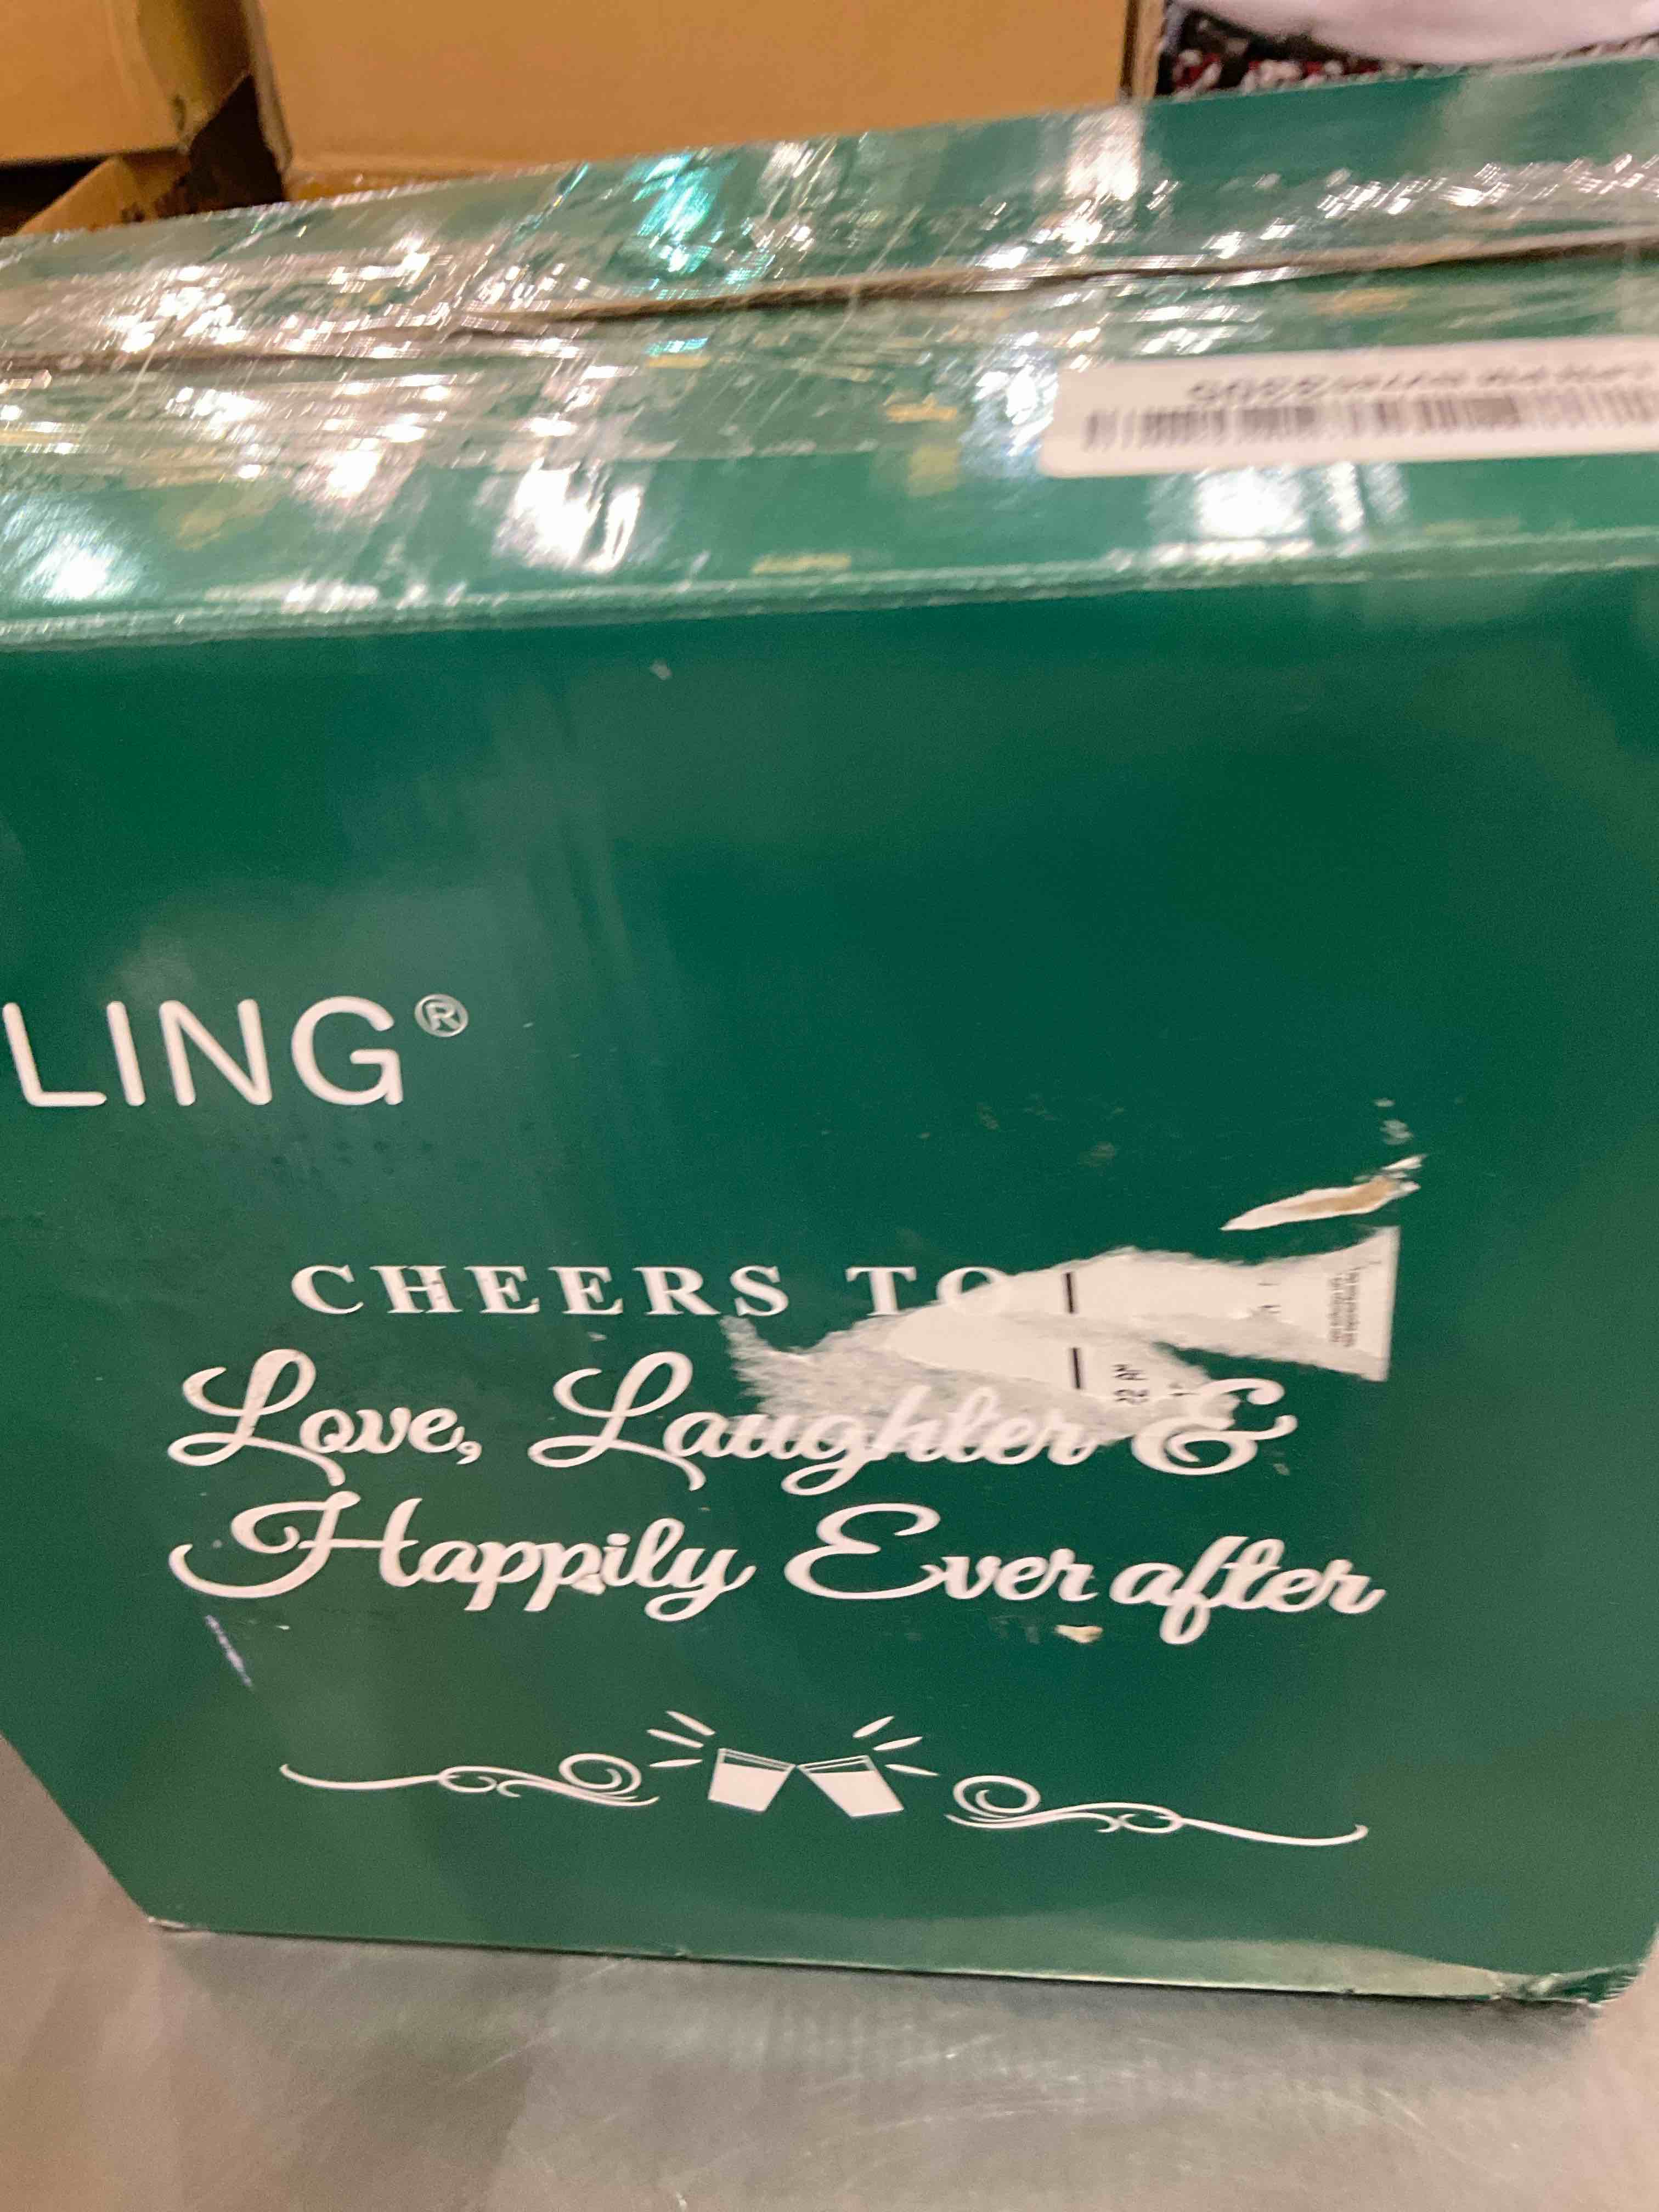 LING®
CHEERS TO
Love, Laughter &
Happily Ever after